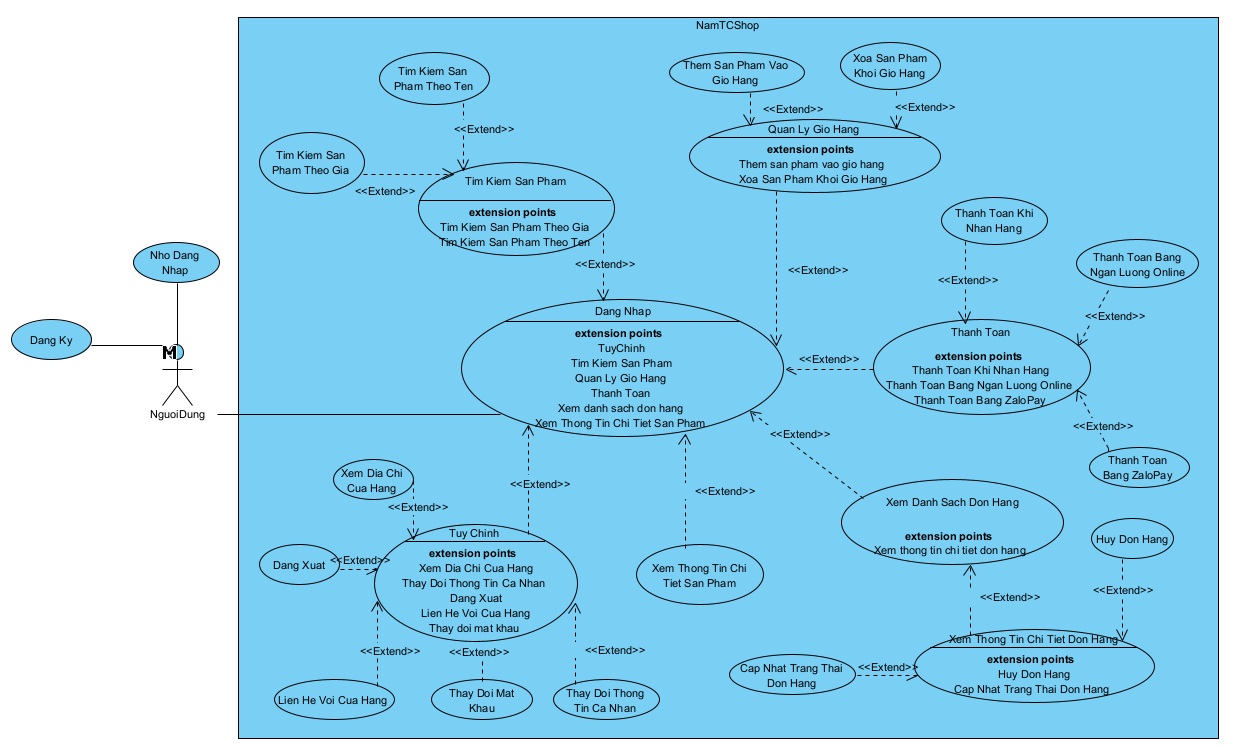 NamTCShop
Tim Kiem San
Pham Theo Ten
<<Extend>>
Tim Kiem San
Pham Theo Gia
<<Extend>>
Tim Kiem San Pham
extension points
Tim Kiem San Pham Theo Gia
Tim Kiem San Pham Theo Ten
<<Extend>>
Them San Pham Vao
Gio Hang
<<Extend>>
Xoa San Pham
Khoi Gio Hang
<<Extend>>
Quan Ly Gio Hang
extension points
Them san pham vao gio hang
Xoa San Pham Khoi Gio Hang
<<Extend>>
Nho Dang
Nhap
Dang Ky
M
NguoiDung
Dang Nhap
extension points
TuyChinh
Tim Kiem San Pham
Quan Ly Gio Hang
Thanh Toan
Xem danh sach don hang
Xem Thong Tin Chi Tiet San Pham
Thanh Toan Khi
Nhan Hang
<<Extend>>
Thanh Toan Bang
Ngan Luong Online
<<Extend>>
<<Extend>>
Thanh Toan
extension points
Thanh Toan Khi Nhan Hang
Thanh Toan Bang Ngan Luong Online
Thanh Toan Bang ZaloPay
<<Extend>>
Thanh Toan
Bang ZaloPay
<<Extend>>
Xem Dia Chi
Cua Hang
<<Extend>>
<<Extend>>
Dang Xuat
<<Extend>>
Tuy Chinh
extension points
Xem Dia Chi Cua Hang
Thay Doi Thong Tin Ca Nhan
Dang Xuat
Lien He Voi Cua Hang
Thay doi mat khau
<<Extend>>
<<Extend>>
<<Extend>>
Lien He Voi Cua Hang
Thay Doi Mat
Khau
Thay Doi Thong
Tin Ca Nhan
<<Extend>>
Xem Thong Tin Chi
Tiet San Pham
Xem Danh Sach Don Hang
extension points
Xem thong tin chi tiet don hang
<<Extend>>
Huy Don Hang
<<Extend>>
Xem Thong Tin Chi Tiet Don Hang
extension points
Huy Don Hang
Cap Nhat Trang Thai Don Hang
Cap Nhat Trang Thai
Don Hang
<<Extend>>